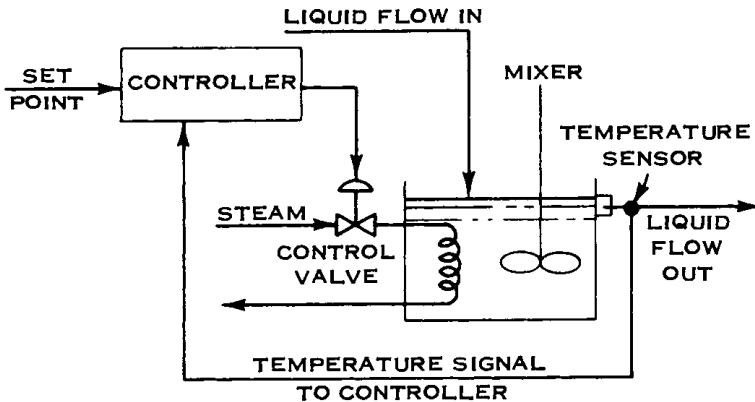 LIQUID FLOW IN
SET
POINT
CONTROLLER
MIXER
TEMPERATURE
SENSOR
STEAM
CONTROL
VALVE
LIQUID
FLOW
OUT
TEMPERATURE SIGNAL
TO CONTROLLER